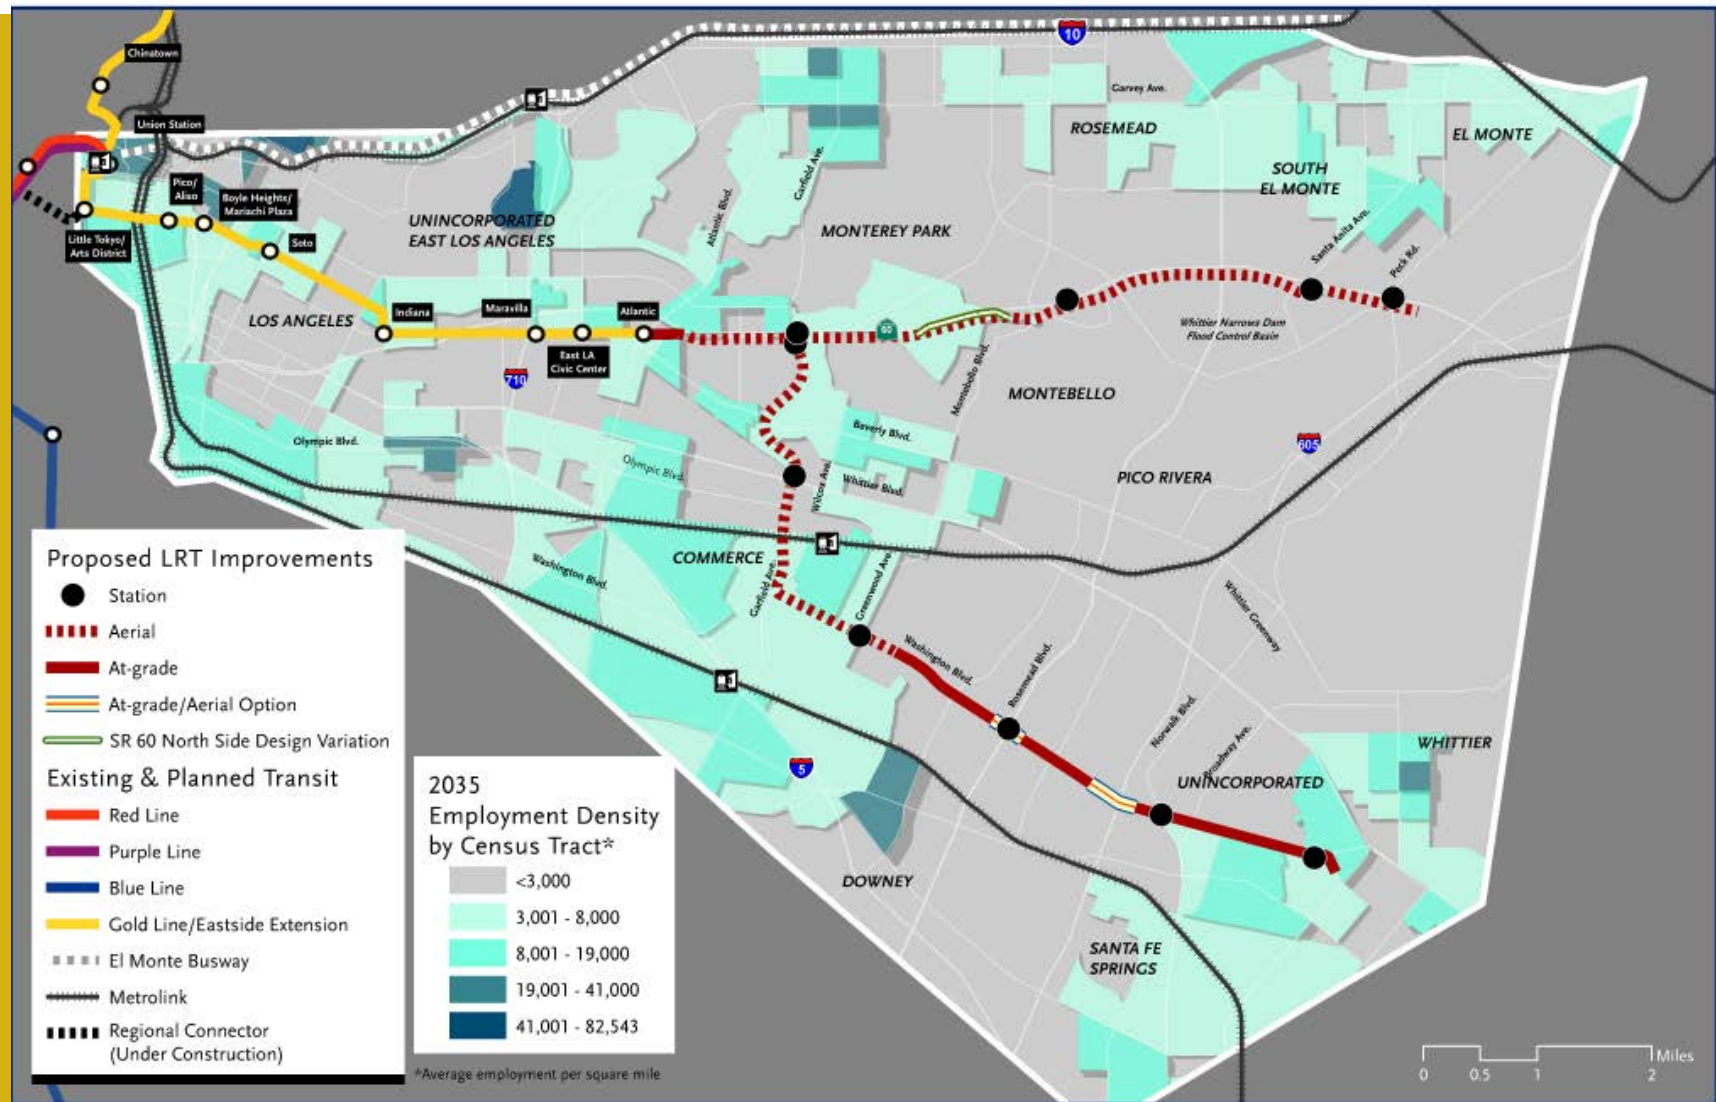 Chinatown
Union Station
Pico/
Aliso
Boyle Heights/
Mariachi Plaza
Little Tokyo/
Arts District
Soto
Indiana
Maravilla
East LA
Civic Center
Atlantic
10
710
60
605
5
Garvey Ave.
Garfield Ave.
Atlantic Blvd.
Santa Anita Ave.
Peck Rd.
ROSEMEAD
EL MONTE
SOUTH
EL MONTE
UNINCORPORATED
EAST LOS ANGELES
MONTEREY PARK
LOS ANGELES
Whittier Narrows Dam
Flood Control Basin
Montebello Blvd.
MONTEBELLO
Beverly Blvd.
Olympic Blvd.
Olympic Blvd.
Whittier Blvd.
Wilcox Ave.
PICO RIVERA
COMMERCE
Washington Blvd.
Garfield Ave.
Greenwood Ave.
Washington Blvd.
Rosemead Blvd.
Whittier Greenway
Norwalk Blvd.
Broadway Ave.
WHITTIER
UNINCORPORATED
DOWNEY
SANTA FE
SPRINGS
Proposed LRT Improvements
Station
Aerial
At-grade
At-grade/Aerial Option
SR 60 North Side Design Variation
Existing & Planned Transit
Red Line
Purple Line
Blue Line
Gold Line/Eastside Extension
El Monte Busway
Metrolink
Regional Connector
(Under Construction)
2035
Employment Density
by Census Tract*
<3,000
3,001 - 8,000
8,001 - 19,000
19,001 - 41,000
41,001 - 82,543
*Average employment per square mile
Miles
0 0.5 1 2